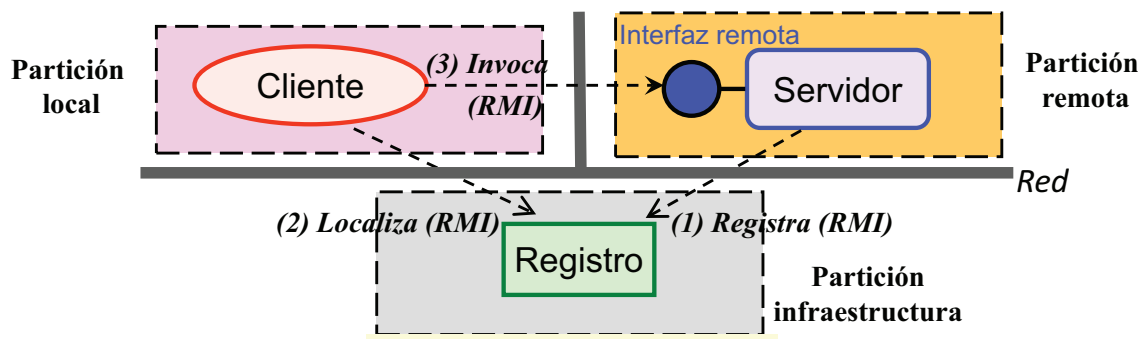 Partición
local
Cliente
(3) Invoca
(RMI)
Interfaz remota
Servidor
Partición
remota
Red
(2) Localiza (RMI)
(1) Registra (RMI)
Registro
Partición
infraestructura